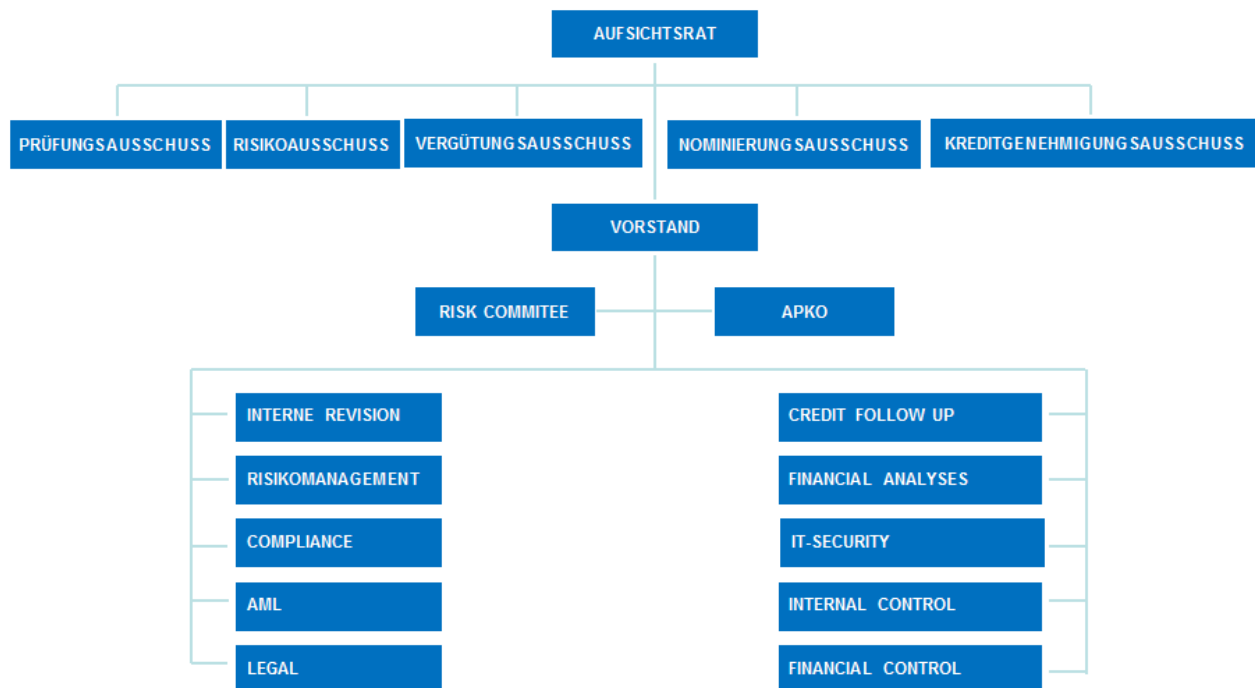 AUFSICHTSRAT
PRÜFUNGSAUSSCHUSS
RISIKOAUSSCHUSS
VERGÜTUNGSAUSSCHUSS
NOMINIERUNGSAUSSCHUSS
KREDITGENEHMIGUNGSAUSSCHUSS
VORSTAND
RISK COMMITEE
APKO
INTERNE REVISION
RISIKOMANAGEMENT
COMPLIANCE
AML
LEGAL
CREDIT FOLLOW UP
FINANCIAL ANALYSES
IT-SECURITY
INTERNAL CONTROL
FINANCIAL CONTROL